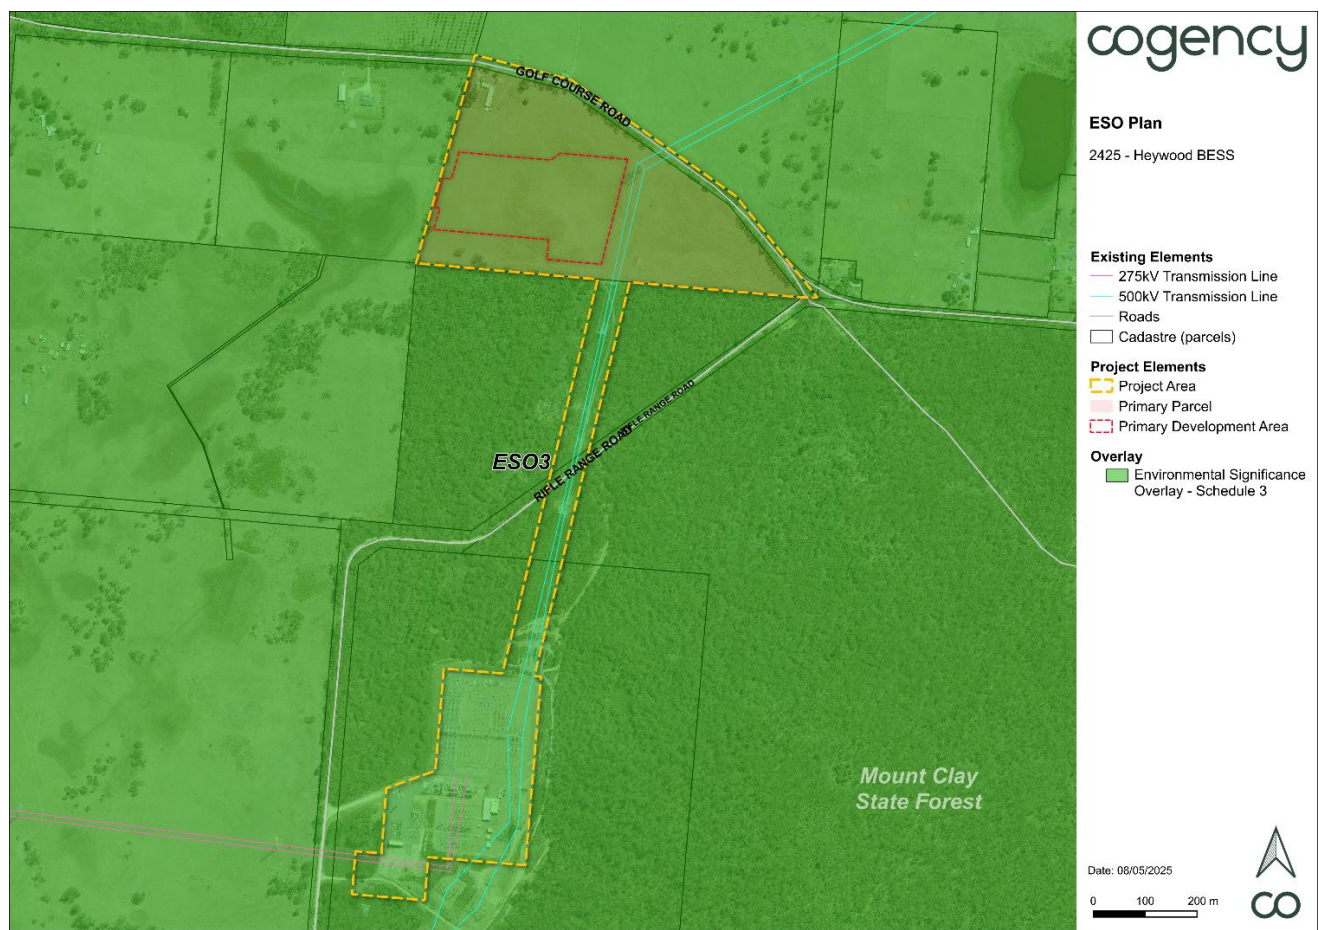 GOLF COURSE ROAD
RIFLE RANGE ROAD
RIFLE RANGE ROAD
ESO3
Mount Clay
State Forest
cogency
ESO Plan
2425 - Heywood BESS
Existing Elements
275kV Transmission Line
500kV Transmission Line
Roads
Cadastre (parcels)
Project Elements
Project Area
Primary Parcel
Primary Development Area
Overlay
Environmental Significance
Overlay - Schedule 3
Date: 08/05/2025
0 100 200 m
CO